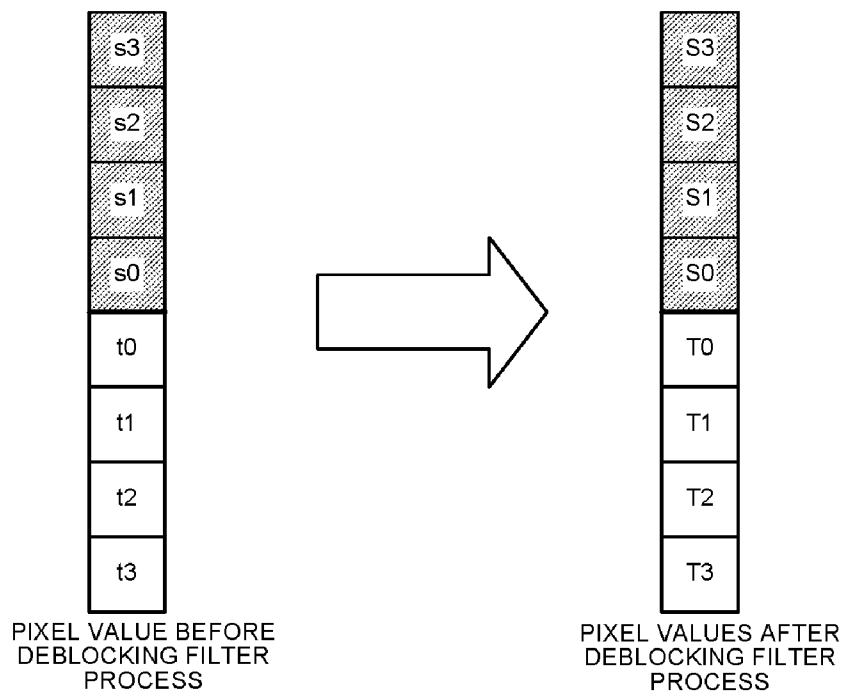 s3
s2
s1
s0
t0
t1
t2
t3
PIXEL VALUE BEFORE
DEBLOCKING FILTER
PROCESS
S3
S2
S1
S0
T0
T1
T2
T3
PIXEL VALUES AFTER
DEBLOCKING FILTER
PROCESS